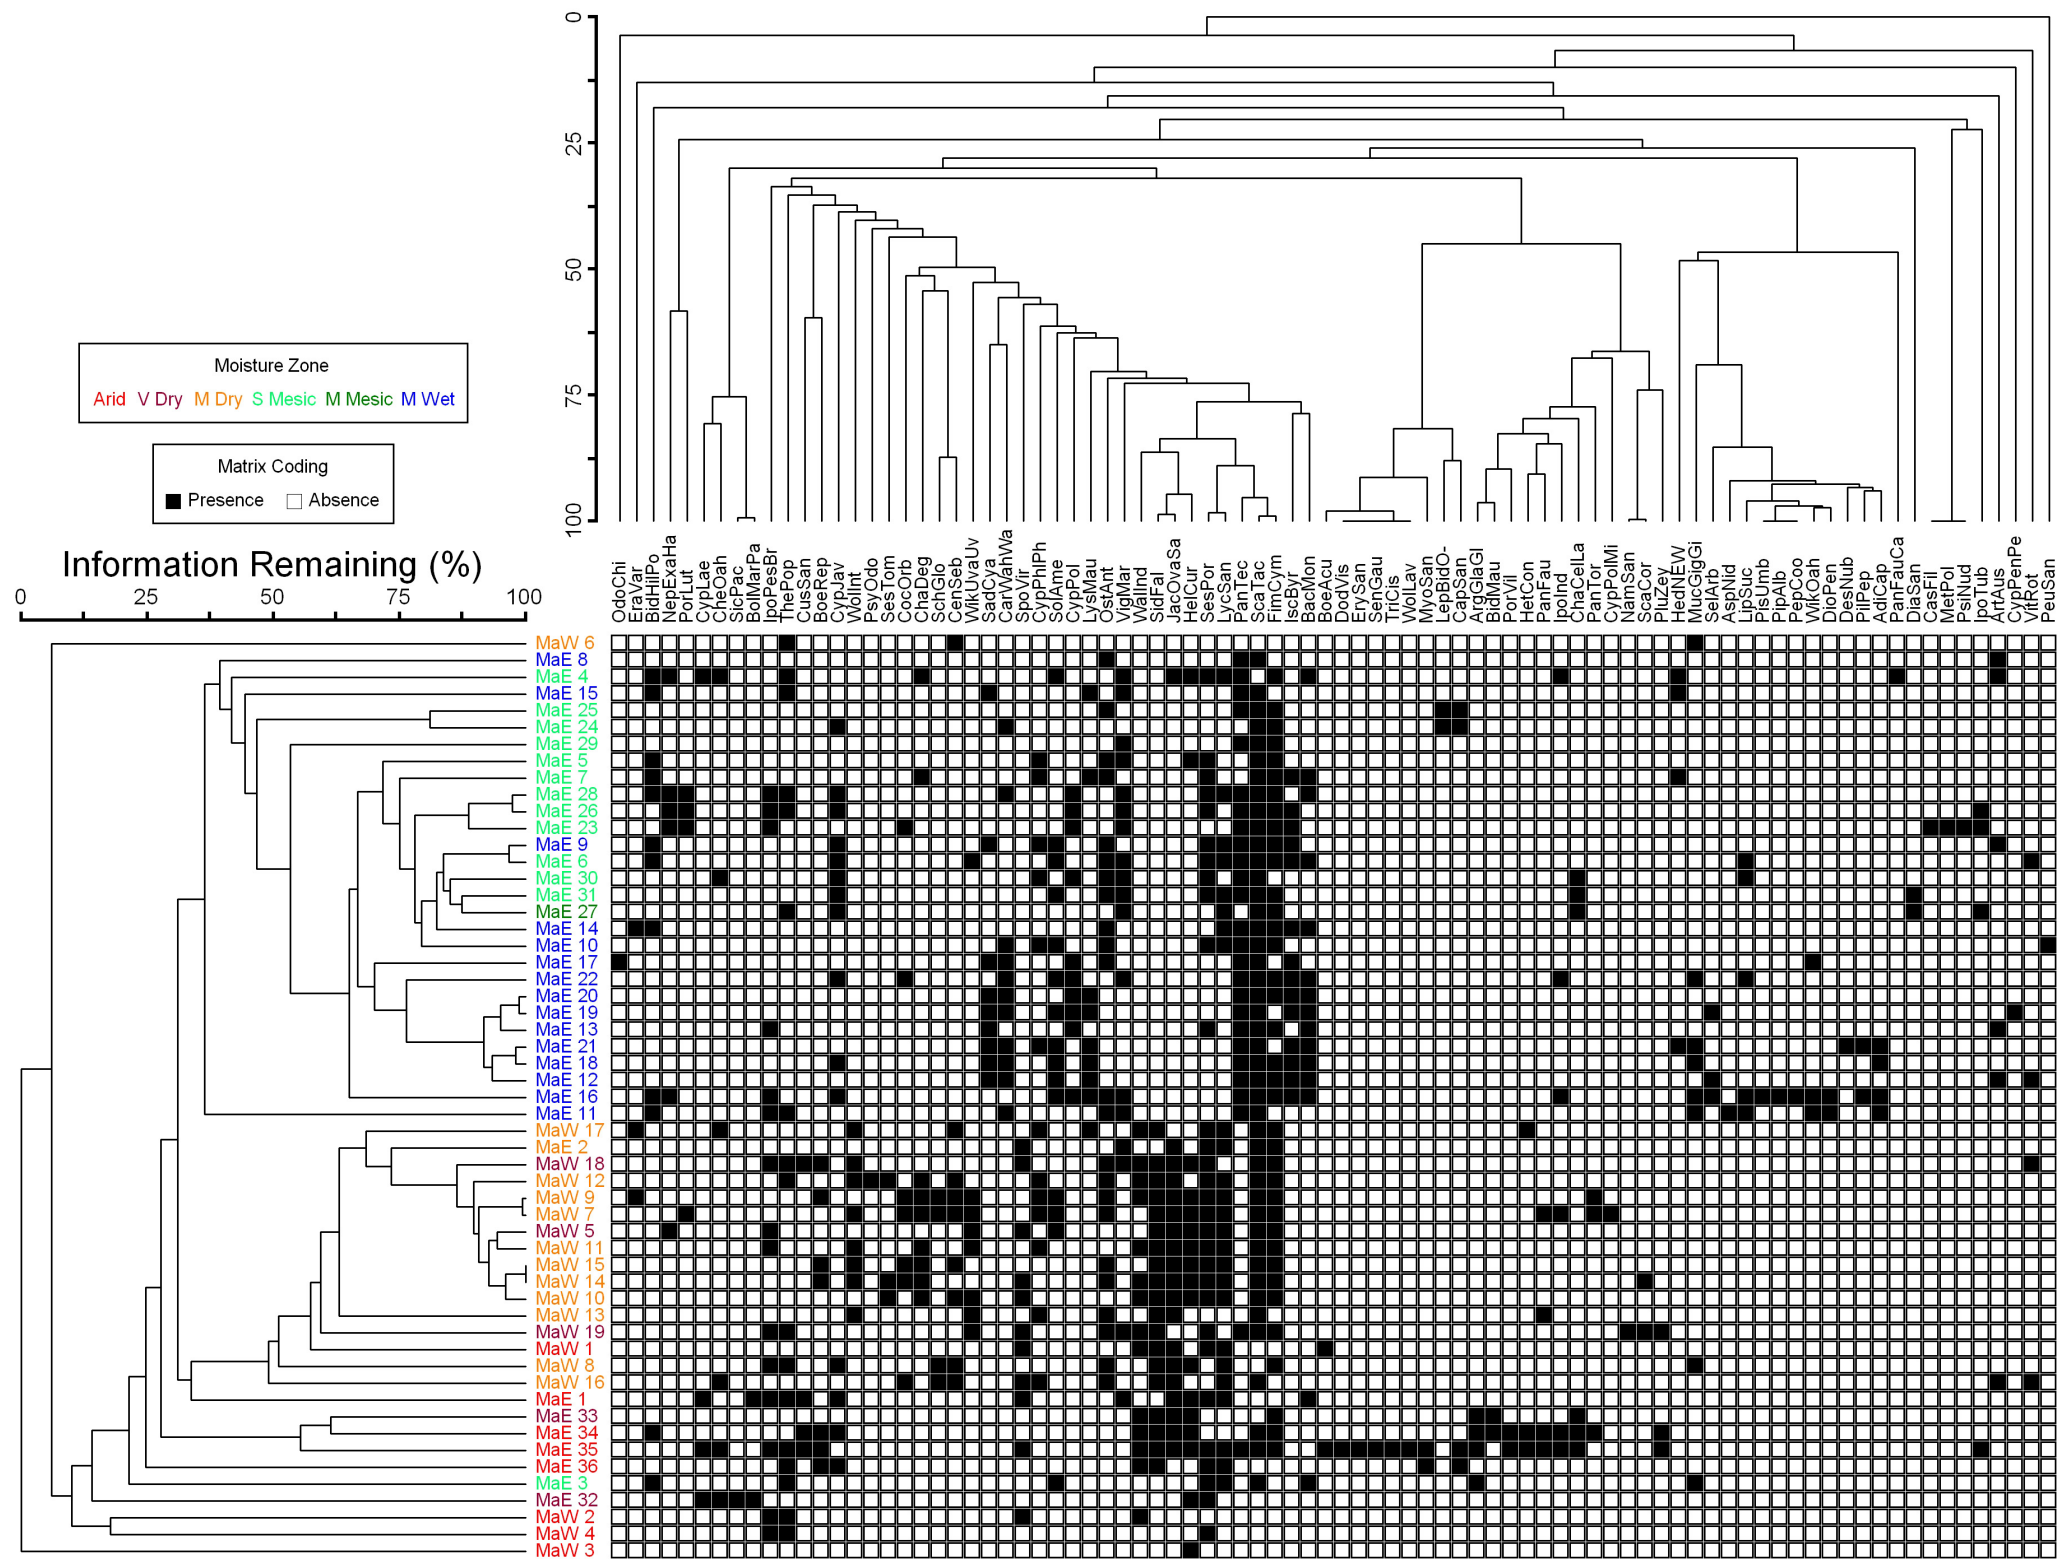 0
25
50
75
100
Moisture Zone
Arid V Dry M Dry S Mesic M Mesic M Wet
Matrix Coding
Presence Absence
Information Remaining (%)
0 25 50 75 100
OdoChi
EraVar
BidHilPo
NepExaHa
PorLut
CypLae
CheOah
SicPac
BolMarPa
IpoPesBr
ThePop
CusSan
BoeRep
CypJav
WolInt
PsyOdo
SesTom
CocOrb
ChaDeg
SchGlo
CenSeb
WikUvaUv
SadCya
CarWahWa
SpoVir
CypPhiPh
SolAme
CypPol
LysMau
OstAnt
VigMar
WalInd
SidFal
JacOvaSa
HelCur
SesPor
LycSan
PanTec
ScaTac
FimCym
IscByr
BacMon
BoeAcu
DodVis
ErySan
SenGau
TriCis
WolLav
MyoSan
LepBidO-
CapSan
ArgGlaGl
BidMau
PorVil
HetCon
PanFau
IpoInd
ChaCelLa
PanTor
CypPolMi
NamSan
ScaCor
PluZey
HedNEW
MucGigGi
SelArb
AspNid
LipSuc
PisUmb
PipAlb
PepCoo
WikOah
DioPen
DesNub
PilPep
AdiCap
PanFauCa
DiaSan
CasFil
MetPol
PsiNud
IpoTub
ArtAus
CypPenPe
VitRot
PeuSan
MaW 6
MaE 8
MaE 4
MaE 15
MaE 25
MaE 24
MaE 29
MaE 5
MaE 7
MaE 28
MaE 26
MaE 23
MaE 9
MaE 6
MaE 30
MaE 31
MaE 27
MaE 14
MaE 10
MaE 17
MaE 22
MaE 20
MaE 19
MaE 13
MaE 21
MaE 18
MaE 12
MaE 16
MaE 11
MaW 17
MaE 2
MaW 18
MaW 12
MaW 9
MaW 7
MaW 5
MaW 11
MaW 15
MaW 14
MaW 10
MaW 13
MaW 19
MaW 1
MaW 8
MaW 16
MaE 1
MaE 33
MaE 34
MaE 35
MaE 36
MaE 3
MaE 32
MaW 2
MaW 4
MaW 3